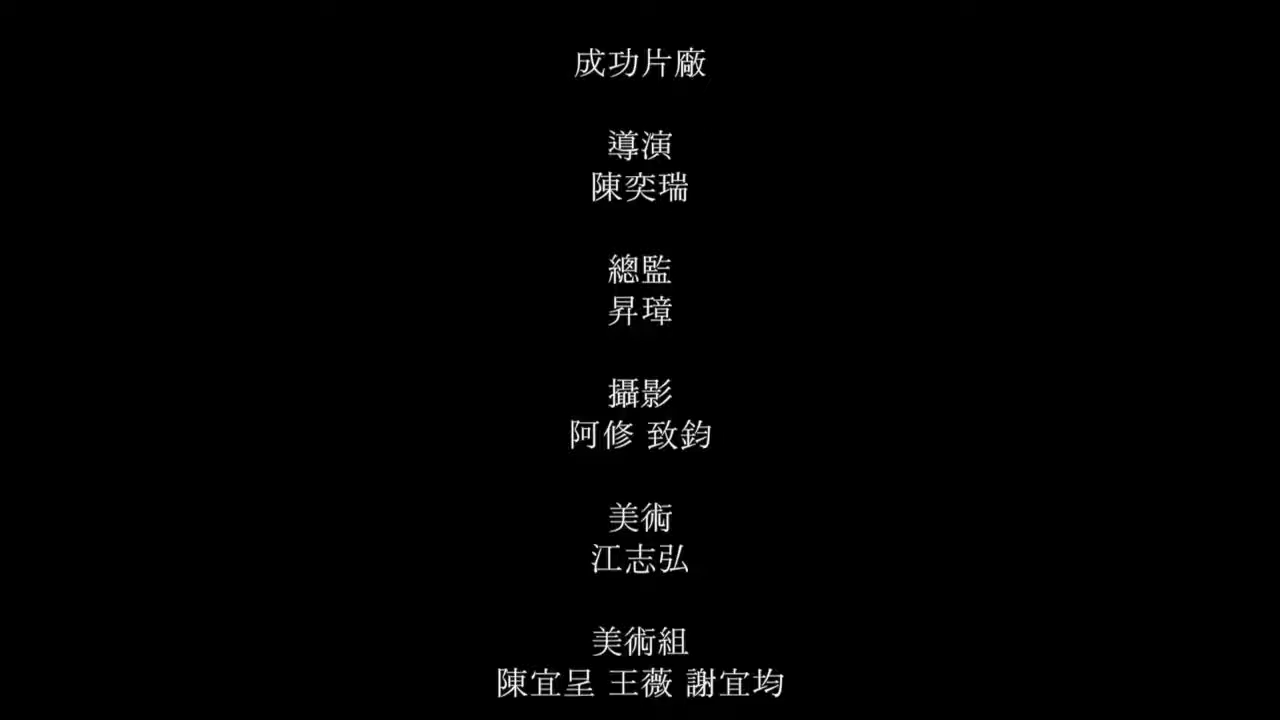 成功片廠
導演
陳奕瑞
總監
昇璋
攝影
阿修 致鈞
美術
江志弘
美術組
陳宜呈 王薇 謝宜均